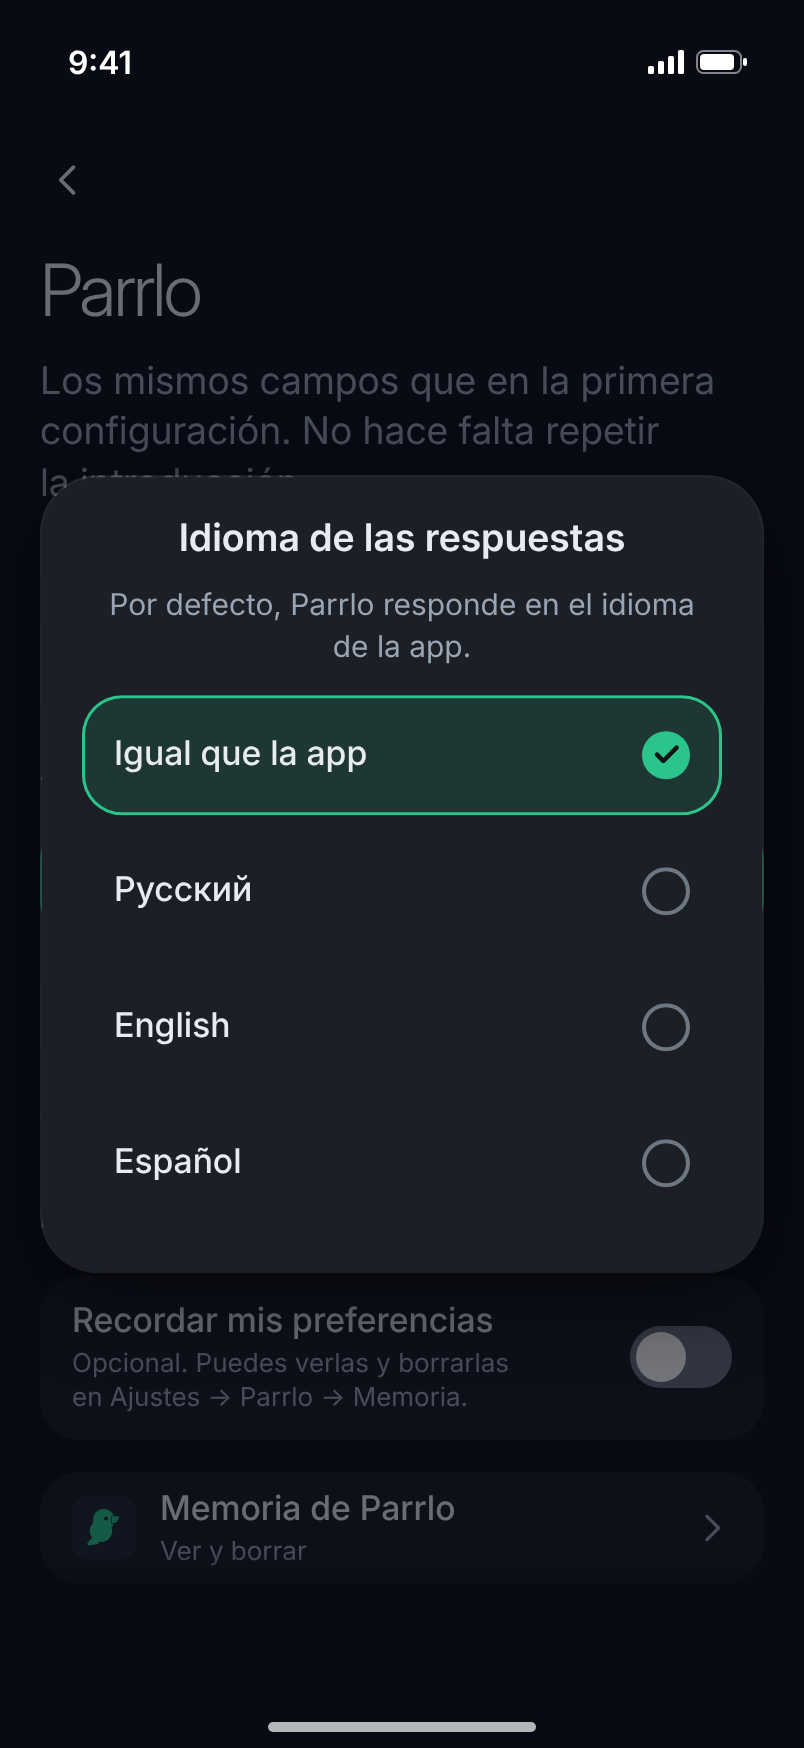 9:41
Parrlo
Los mismos campos que en la primera
configuración. No hace falta repetir
la introducción.
Idioma de las respuestas
Por defecto, Parrlo responde en el idioma
de la app.
Igual que la app
Русский
English
Español
Recordar mis preferencias
Opcional. Puedes verlas y borrarlas
en Ajustes → Parrlo → Memoria.
Memoria de Parrlo
Ver y borrar